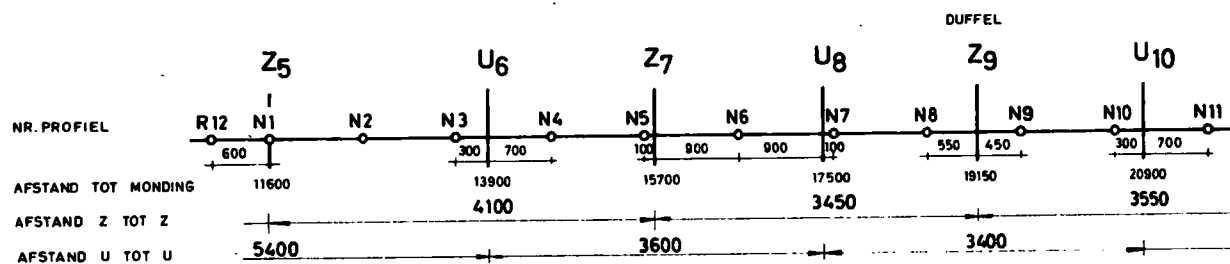 DUFFEL
Z5 U6 Z7 U8 Z9 U10
NR. PROFIEL R12 N1 N2 N3 N4 N5 N6 N7 N8 N9 N10 N11
600 300 700 100 900 900 100 550 450 300 700
AFSTAND TOT MONDING 11600 13900 15700 17500 19150 20900
AFSTAND Z TOT Z 4100 3450 3550
AFSTAND U TOT U 5400 3600 3400